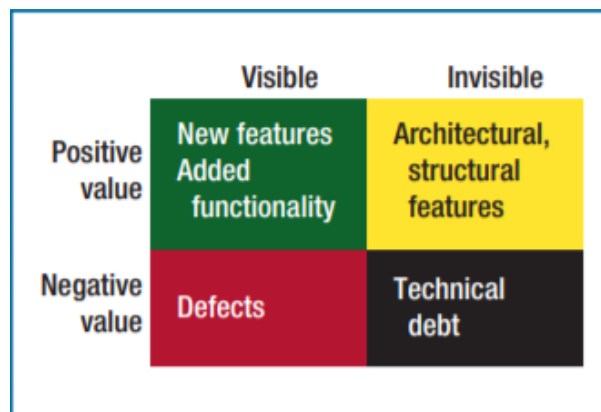 Visible Invisible
Positive value
New features
Added
functionality
Architectural,
structural
features
Negative value
Defects
Technical
debt